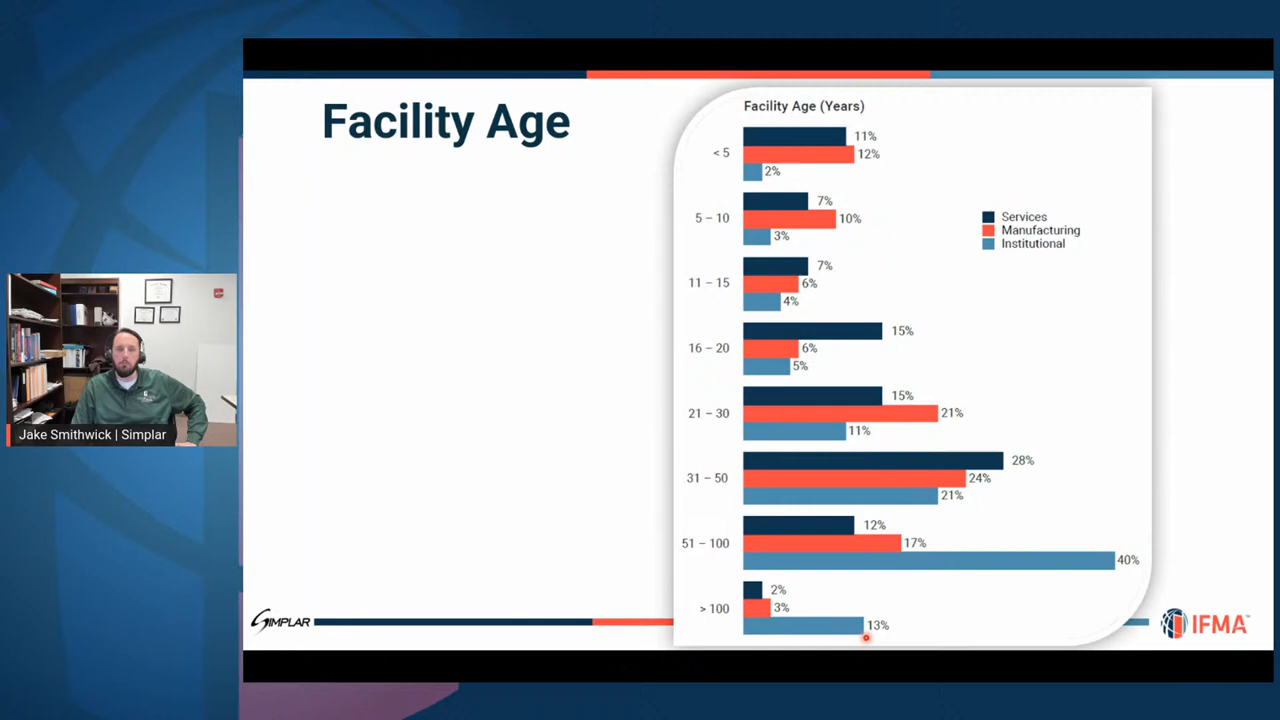 Facility Age
Facility Age (Years)
< 5
11%
12%
2%
5 – 10
7%
10%
3%
11 – 15
7%
6%
4%
16 – 20
15%
6%
5%
21 – 30
15%
21%
11%
31 – 50
28%
24%
21%
51 – 100
12%
17%
40%
> 100
2%
3%
13%
Services
Manufacturing
Institutional
Jake Smithwick | Simplar
SIMPLAR
IFMA